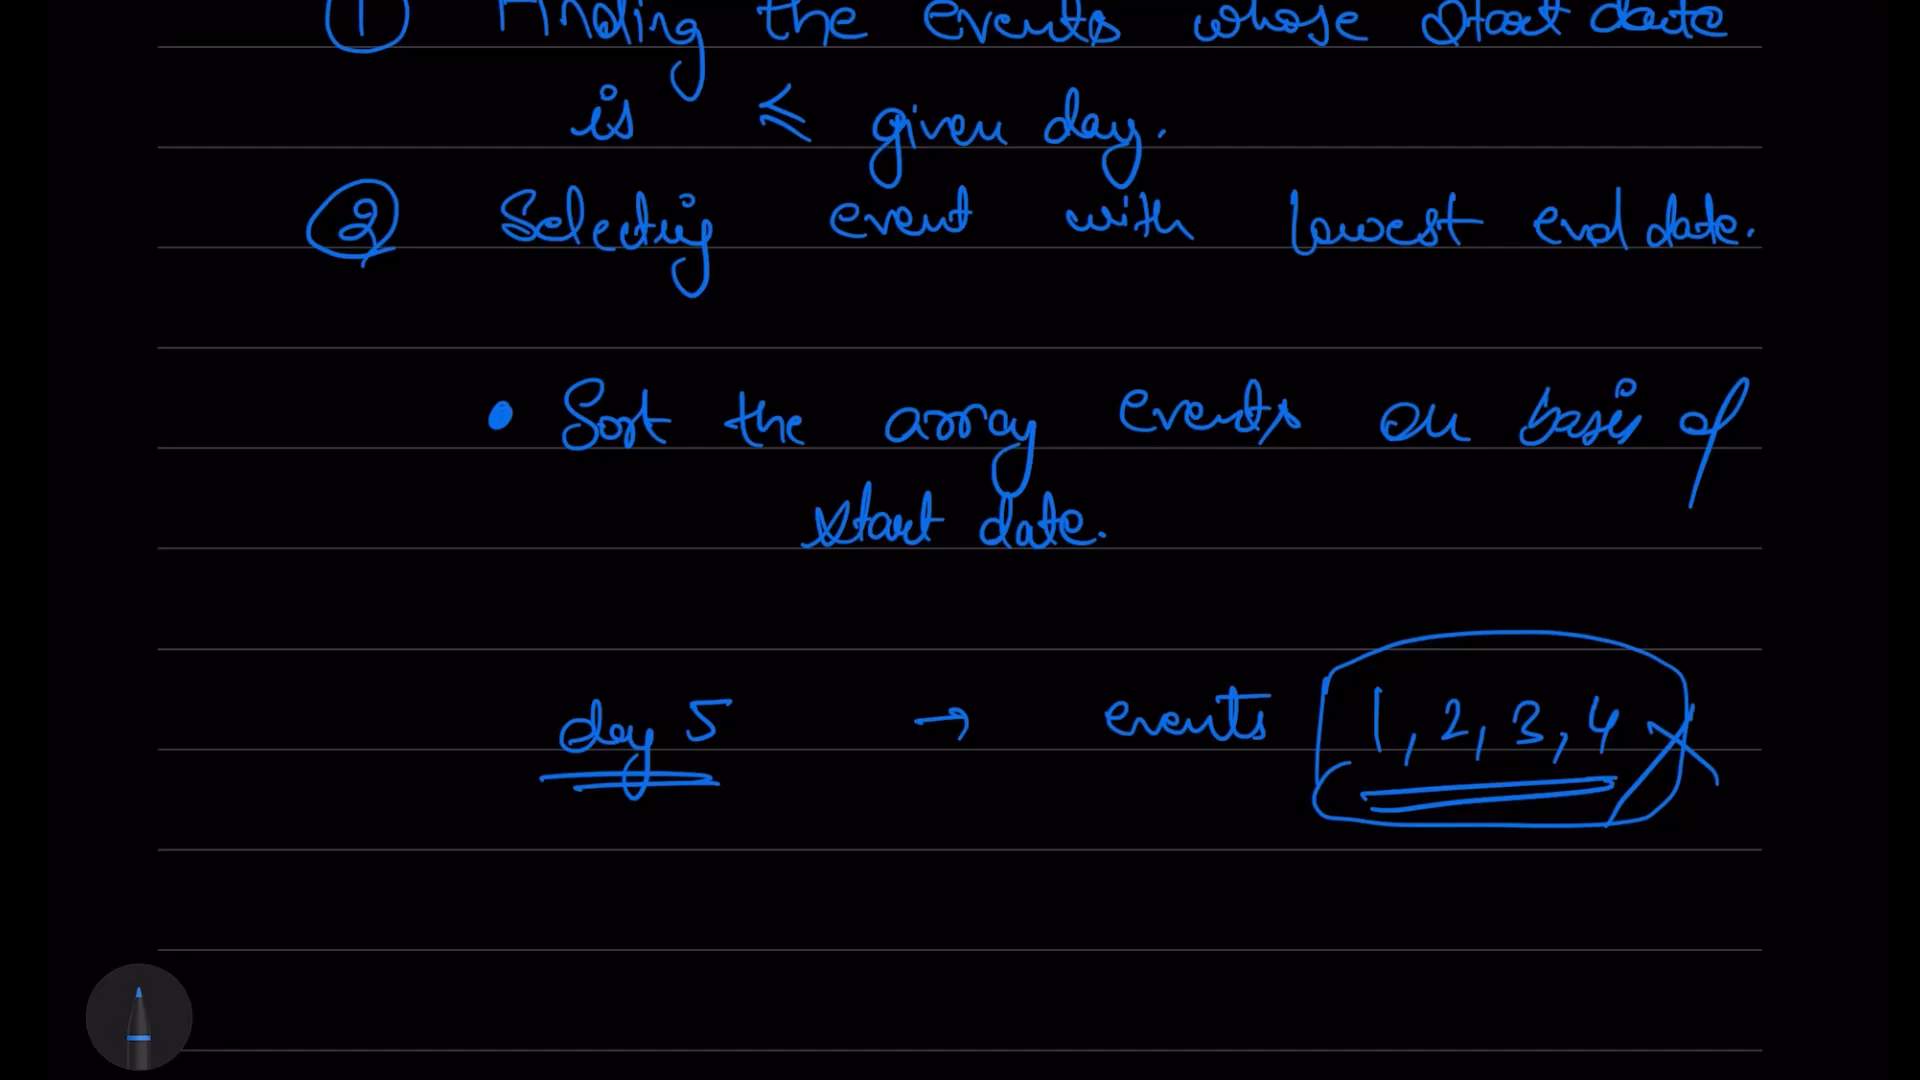 ① Finding the events whose start date
is ≤ given day.
② Selecting event with lowest end date.
• Sort the array events on basis of
start date.
day 5 → events 1, 2, 3, 4